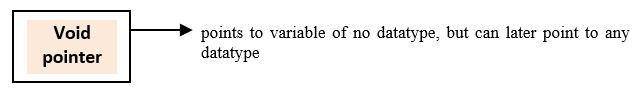 Void
pointer
points to variable of no datatype, but can later point to any
datatype